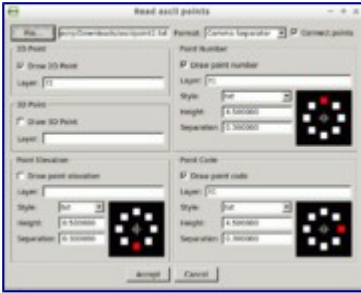 Read ascii points
File... Format: Comma Separator Connect points
2D Point
Draw 2D Point
Layer:
3D Point
Draw 3D Point
Layer:
Point Elevation
Draw point elevation
Layer:
Style: txt
Height: 0.500000
Separation: 0.300000
Point Number
Draw point number
Layer:
Style: txt
Height: 4.500000
Separation: 0.300000
Point Code
Draw point code
Layer:
Style: txt
Height: 4.500000
Separation: 0.300000
Accept Cancel